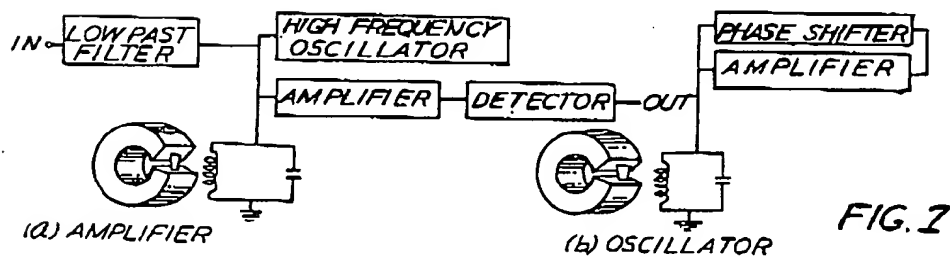 IN
LOW PAST
FILTER
HIGH FREQUENCY
OSCILLATOR
AMPLIFIER
DETECTOR
OUT
(a) AMPLIFIER
PHASE SHIFTER
AMPLIFIER
(b) OSCILLATOR
FIG. 1